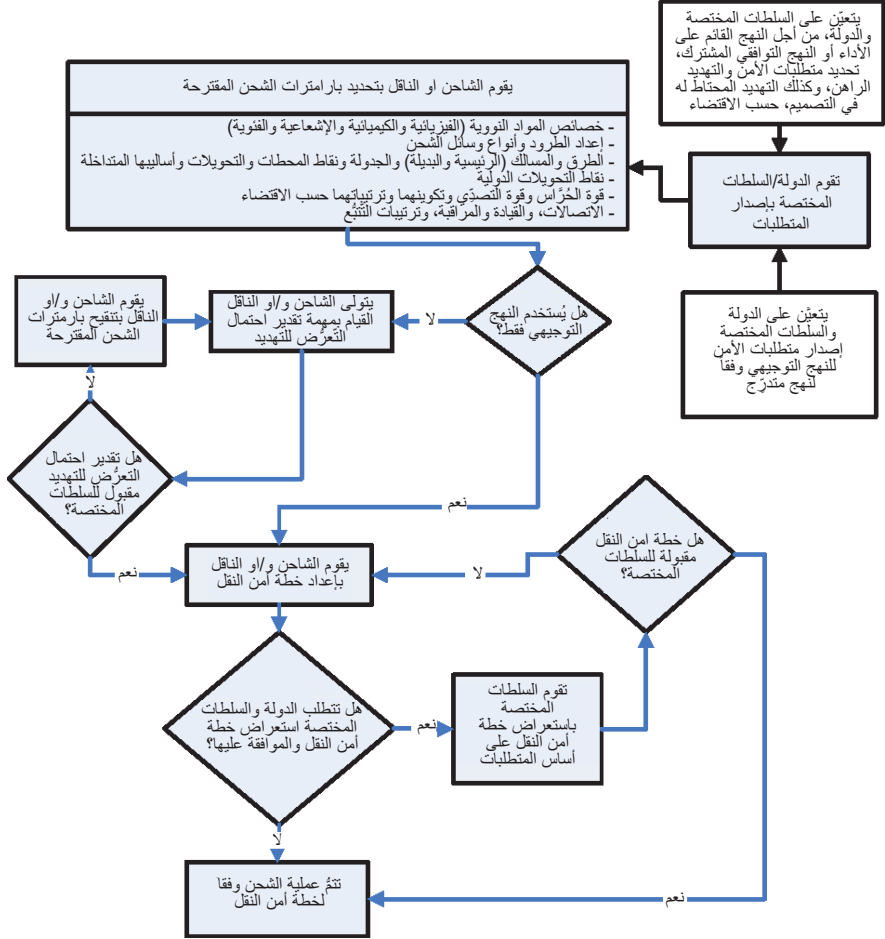 يتعيّن على السلطات المختصة
والدولة، من أجل النهج القائم على
الأداء أو النهج التوافقي المشترك،
تحديد متطلبات الأمن والتهديد
الراهن، وكذلك التهديد المحتاط له
في التصميم، حسب الاقتضاء
تقوم الدولة/السلطات
المختصة بإصدار
المتطلبات
يتعيّن على الدولة
والسلطات المختصة
إصدار متطلبات الأمن
للنهج التوجيهي وفقاً
لنهج متدرّج
يقوم الشاحن او الناقل بتحديد بارامترات الشحن المقترحة
- خصائص المواد النووية (الفيزيائية والكيميائية والإشعاعية والفئوية)
- إعداد الطرود وأنواع وسائل الشحن
- الطرق والمسالك (الرئيسية والبديلة) والجدولة ونقاط المحطات والتحويلات وأساليبها المتداخلة
- نقاط التحويلات الدولية
- قوة الحُرَّاس وقوة التصدّي وتكوينهما وترتيباتهما حسب الاقتضاء
- الاتصالات، والقيادة والمراقبة، وترتيبات التَّتبُّع
هل يُستخدم النهج
التوجيهي فقط؟
لا
يتولى الشاحن و/او الناقل
القيام بمهمة تقدير احتمال
التعرُّض للتهديد
يقوم الشاحن و/او
الناقل بتنقيح بارمترات
الشحن المقترحة
لا
هل تقدير احتمال
التعرُّض للتهديد
مقبول للسلطات
المختصة؟
نعم
نعم
يقوم الشاحن و/او الناقل
بإعداد خطة أمن النقل
لا
هل خطة امن النقل
مقبولة للسلطات
المختصة؟
هل تتطلب الدولة والسلطات
المختصة استعراض خطة
أمن النقل والموافقة عليها؟
نعم
تقوم السلطات
المختصة
باستعراض خطة
أمن النقل على
أساس المتطلبات
لا
تتمُّ عملية الشحن وفقا
لخطة أمن النقل
نعم